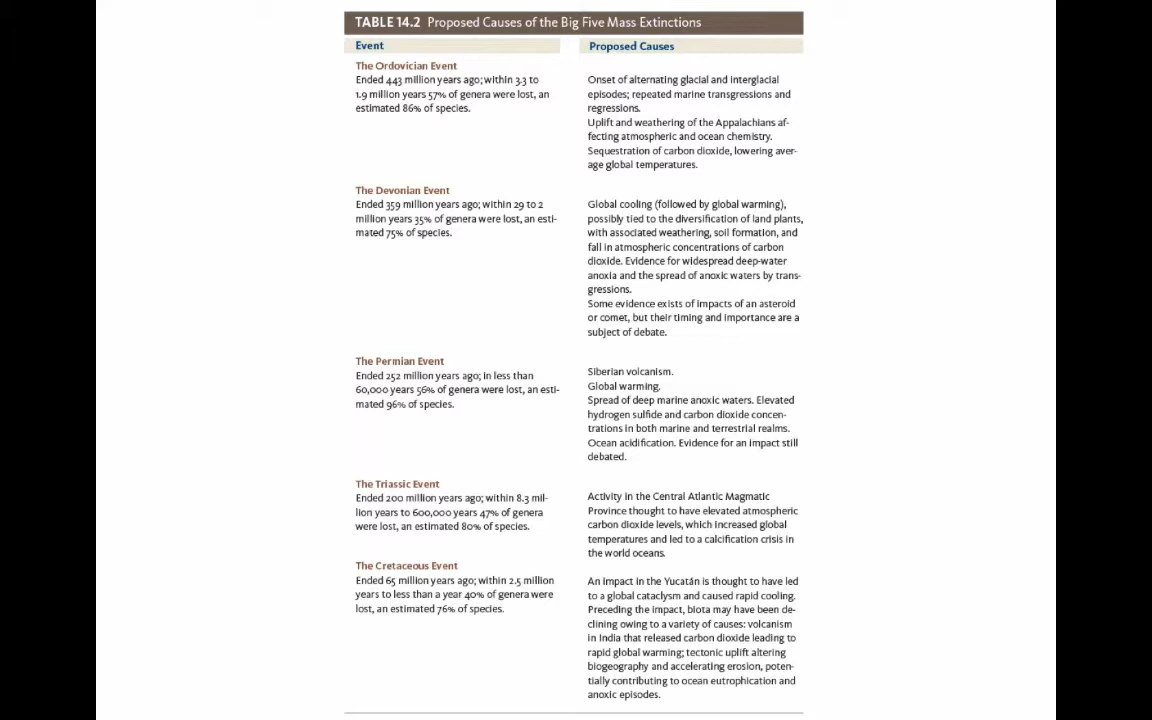 TABLE 14.2 Proposed Causes of the Big Five Mass Extinctions
Event
Proposed Causes
The Ordovician Event
Ended 443 million years ago; within 3.3 to
1.9 million years 57% of genera were lost, an
estimated 86% of species.
Onset of alternating glacial and interglacial
episodes; repeated marine transgressions and
regressions.
Uplift and weathering of the Appalachians af-
fecting atmospheric and ocean chemistry.
Sequestration of carbon dioxide, lowering aver-
age global temperatures.
The Devonian Event
Ended 359 million years ago; within 29 to 2
million years 35% of genera were lost, an esti-
mated 75% of species.
Global cooling (followed by global warming),
possibly tied to the diversification of land plants,
with associated weathering, soil formation, and
fall in atmospheric concentrations of carbon
dioxide. Evidence for widespread deep-water
anoxia and the spread of anoxic waters by trans-
gressions.
Some evidence exists of impacts of an asteroid
or comet, but their timing and importance are a
subject of debate.
The Permian Event
Ended 252 million years ago; in less than
60,000 years 56% of genera were lost, an esti-
mated 96% of species.
Siberian volcanism.
Global warming.
Spread of deep marine anoxic waters. Elevated
hydrogen sulfide and carbon dioxide concen-
trations in both marine and terrestrial realms.
Ocean acidification. Evidence for an impact still
debated.
The Triassic Event
Ended 200 million years ago; within 8.3 mil-
lion years to 600,000 years 47% of genera
were lost, an estimated 80% of species.
Activity in the Central Atlantic Magmatic
Province thought to have elevated atmospheric
carbon dioxide levels, which increased global
temperatures and led to a calcification crisis in
the world oceans.
The Cretaceous Event
Ended 65 million years ago; within 2.5 million
years to less than a year 40% of genera were
lost, an estimated 76% of species.
An impact in the Yucatán is thought to have led
to a global cataclysm and caused rapid cooling.
Preceding the impact, biota may have been de-
clining owing to a variety of causes: volcanism
in India that released carbon dioxide leading to
rapid global warming; tectonic uplift altering
biogeography and accelerating erosion, poten-
tially contributing to ocean eutrophication and
anoxic episodes.